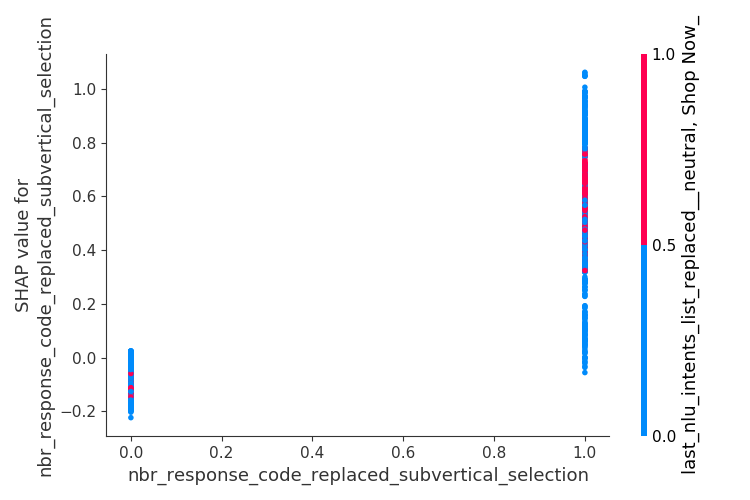 SHAP value for
nbr_response_code_replaced_subvertical_selection
1.0
0.8
0.6
0.4
0.2
0.0
−0.2
0.0 0.2 0.4 0.6 0.8 1.0
nbr_response_code_replaced_subvertical_selection
1.0
0.5
0.0
last_nlu_intents_list_replaced__neutral, Shop Now_